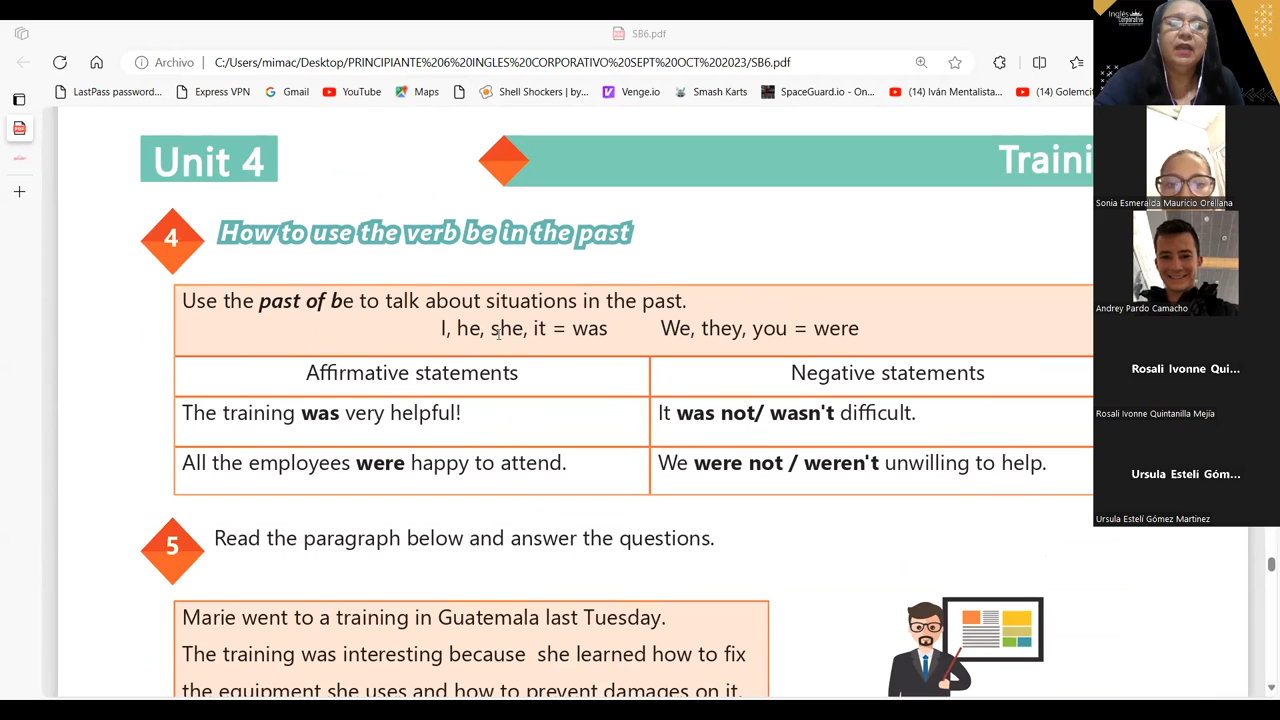 SB6.pdf
Archivo
C:/Users/mimac/Desktop/PRINCIPIANTE%206%20INGLES%20CORPORATIVO%20SEPT%20OCT%202023/SB6.pdf
LastPass password...
Express VPN
Gmail
YouTube
Maps
Shell Shockers | by...
Venge.io
Smash Karts
SpaceGuard.io - On...
(14) Iván Mentalista...
(14) Golemcit
Unit 4
Traini
4
How to use the verb be in the past
Use the past of be to talk about situations in the past.
I, he, she, it = was We, they, you = were
Affirmative statements
Negative statements
The training was very helpful!
It was not/ wasn't difficult.
All the employees were happy to attend.
We were not / weren't unwilling to help.
5
Read the paragraph below and answer the questions.
Marie went to a training in Guatemala last Tuesday.
The training was interesting because she learned how to fix
the equipment she uses and how to prevent damages on it.
Inglés
Corporativo
Sonia Esmeralda Mauricio Orellana
Andrey Pardo Camacho
Rosali Ivonne Qui...
Rosali Ivonne Quintanilla Mejía
Ursula Esteli Góm...
Ursula Estelí Gómez Martinez